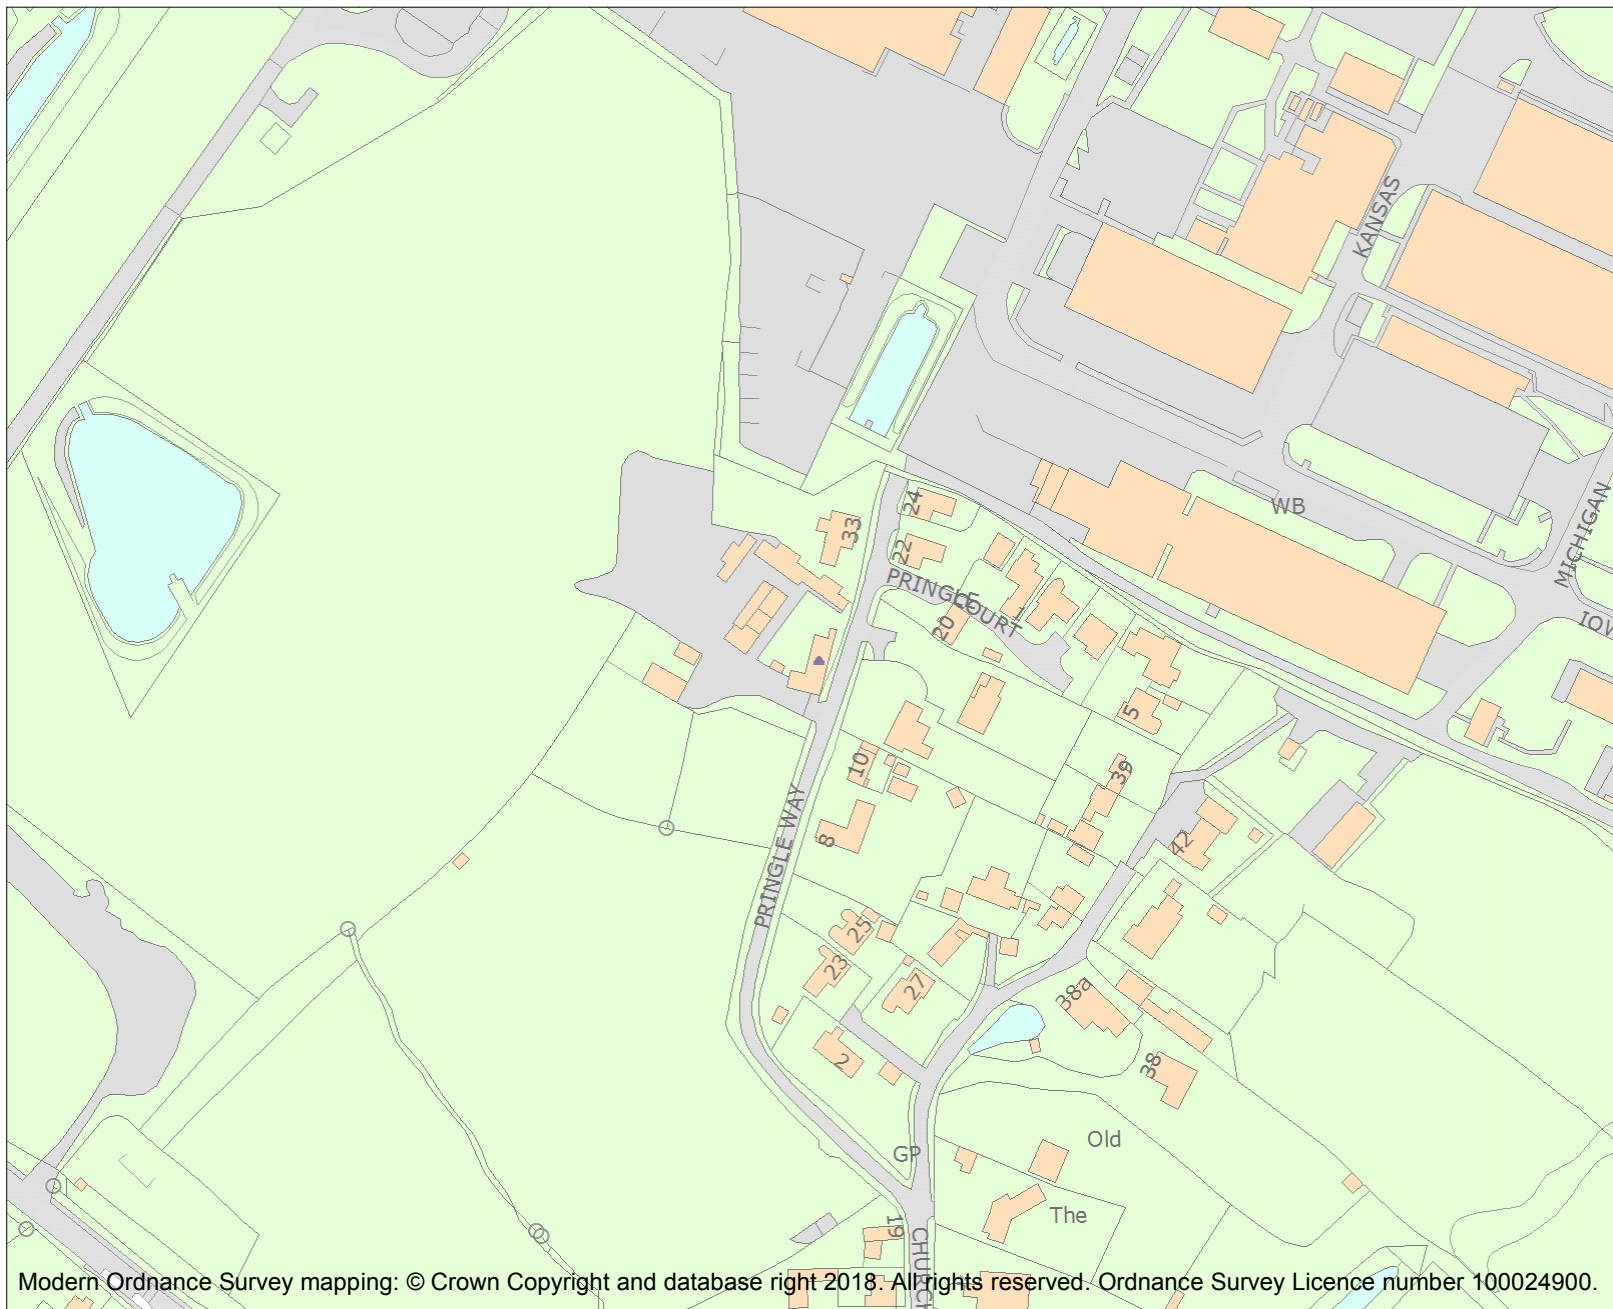 KANSAS
MICHIGAN
WB
24
33
22
PRINGLE
COURT
1
20
5
10
39
8
42
PRINGLE WAY
25
23
27
38a
2
38
Old
GP
The
19
CHURCH
Modern Ordnance Survey mapping: © Crown Copyright and database right 2018. All rights reserved. Ordnance Survey Licence number 100024900.